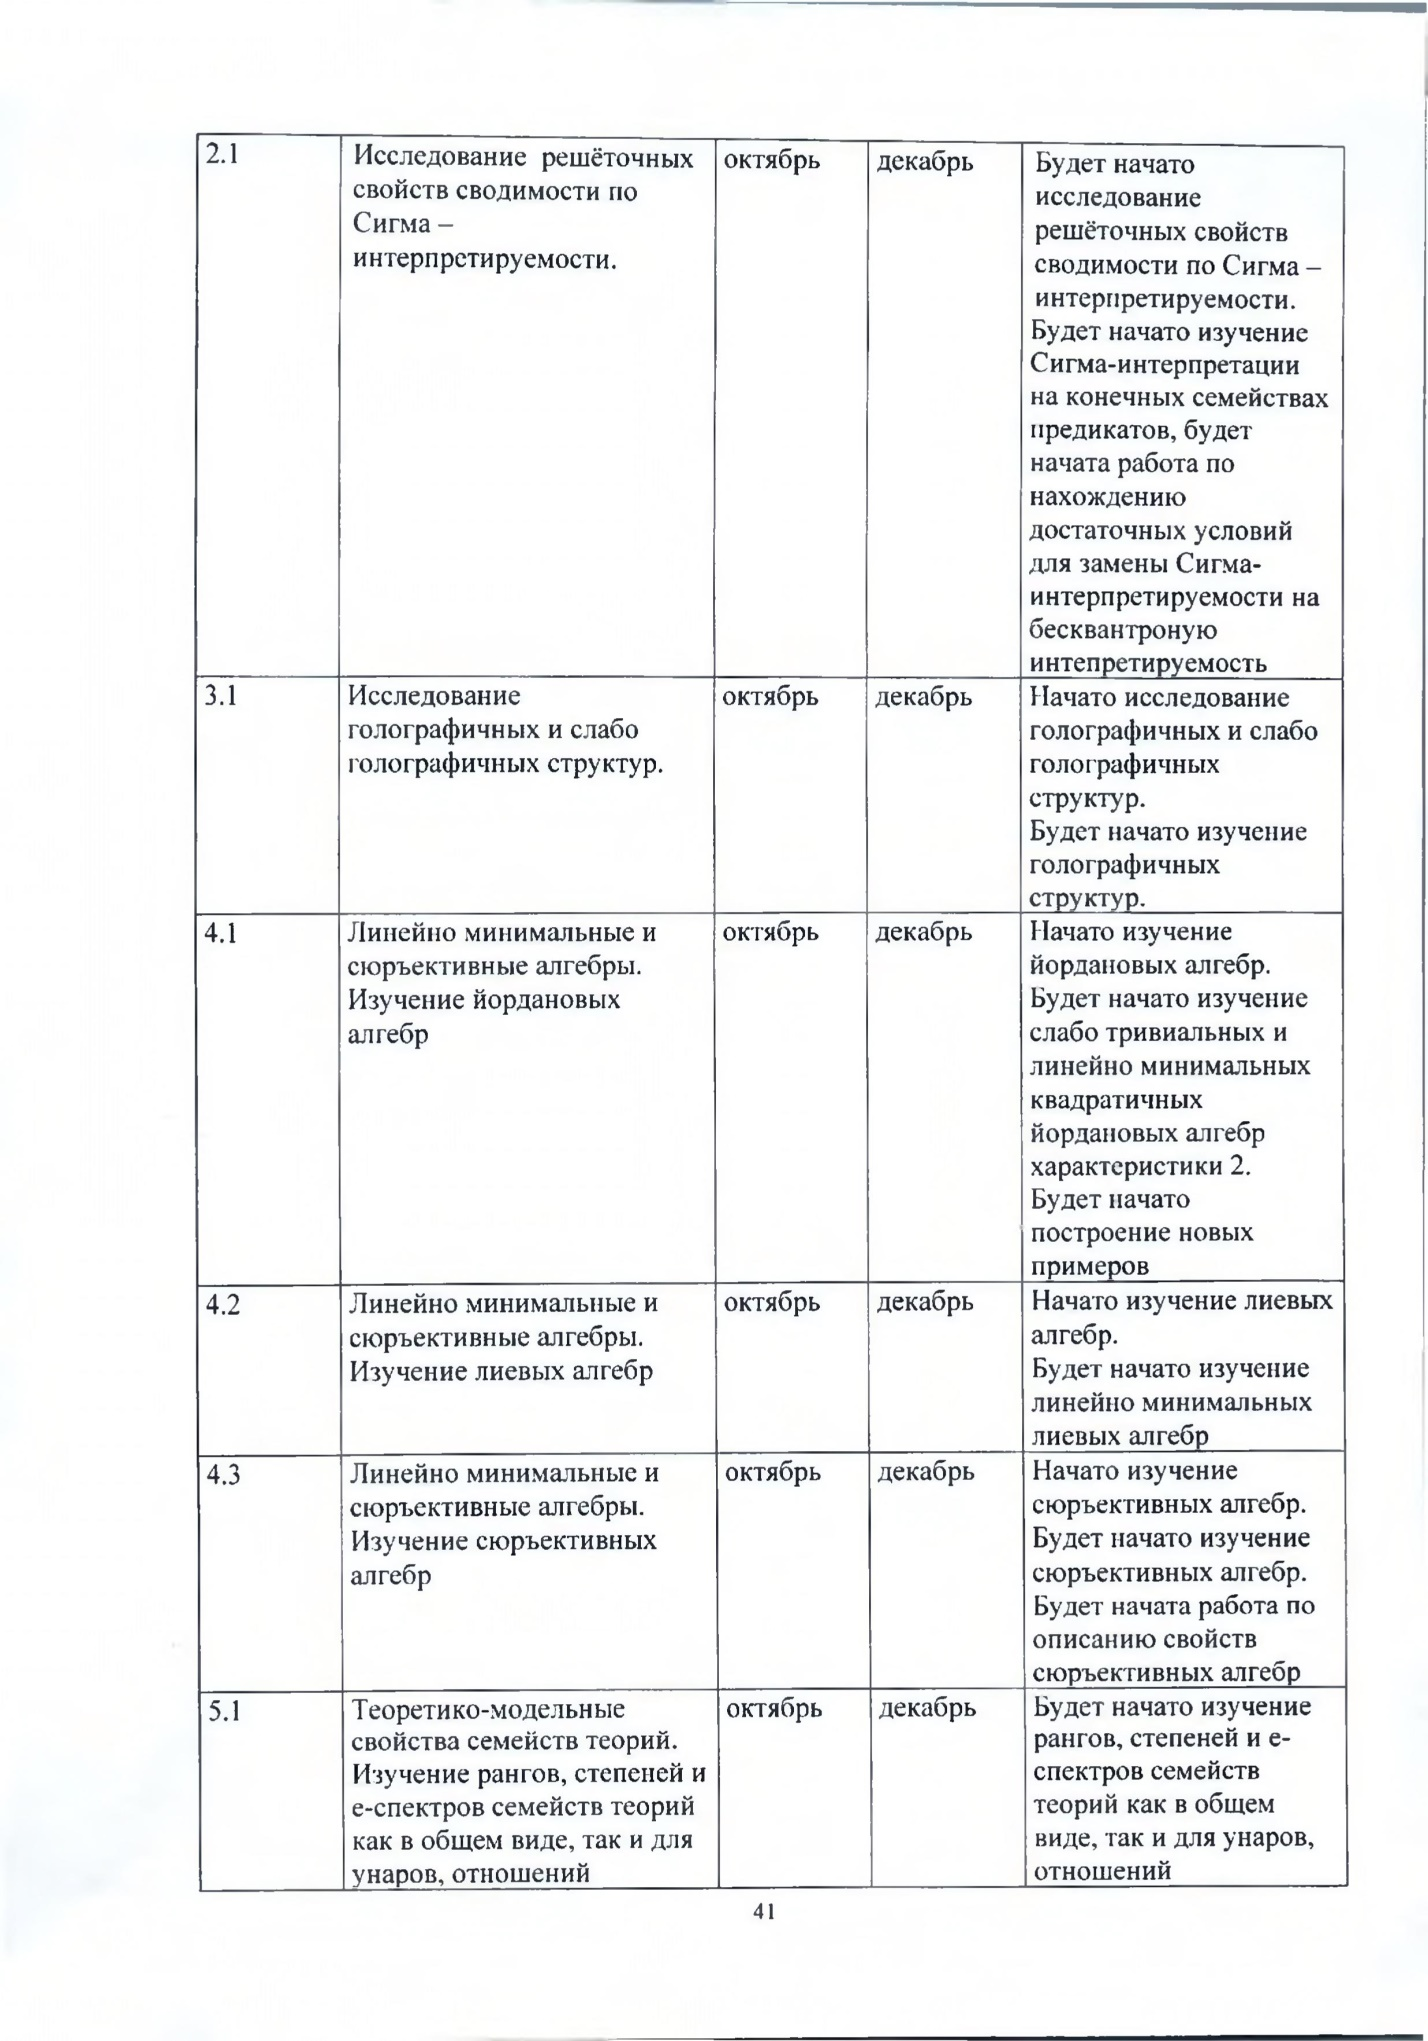 2.1
Исследование решёточных
свойств сводимости по
Сигма –
интерпретируемости.
октябрь
декабрь
Будет начато
исследование
решёточных свойств
сводимости по Сигма –
интерпретируемости.
Будет начато изучение
Сигма-интерпретации
на конечных семействах
предикатов, будет
начата работа по
нахождению
достаточных условий
для замены Сигма-
интерпретируемости на
бесквантроную
интепретируемость
3.1
Исследование
голографичных и слабо
голографичных структур.
октябрь
декабрь
Начато исследование
голографичных и слабо
голографичных
структур.
Будет начато изучение
голографичных
структур.
4.1
Линейно минимальные и
сюръективные алгебры.
Изучение йордановых
алгебр
октябрь
декабрь
Начато изучение
йордановых алгебр.
Будет начато изучение
слабо тривиальных и
линейно минимальных
квадратичных
йордановых алгебр
характеристики 2.
Будет начато
построение новых
примеров
4.2
Линейно минимальные и
сюръективные алгебры.
Изучение лиевых алгебр
октябрь
декабрь
Начато изучение лиевых
алгебр.
Будет начато изучение
линейно минимальных
лиевых алгебр
4.3
Линейно минимальные и
сюръективные алгебры.
Изучение сюръективных
алгебр
октябрь
декабрь
Начато изучение
сюръективных алгебр.
Будет начато изучение
сюръективных алгебр.
Будет начата работа по
описанию свойств
сюръективных алгебр
5.1
Теоретико-модельные
свойства семейств теорий.
Изучение рангов, степеней и
е-спектров семейств теорий
как в общем виде, так и для
унаров, отношений
октябрь
декабрь
Будет начато изучение
рангов, степеней и е-
спектров семейств
теорий как в общем
виде, так и для унаров,
отношений
41